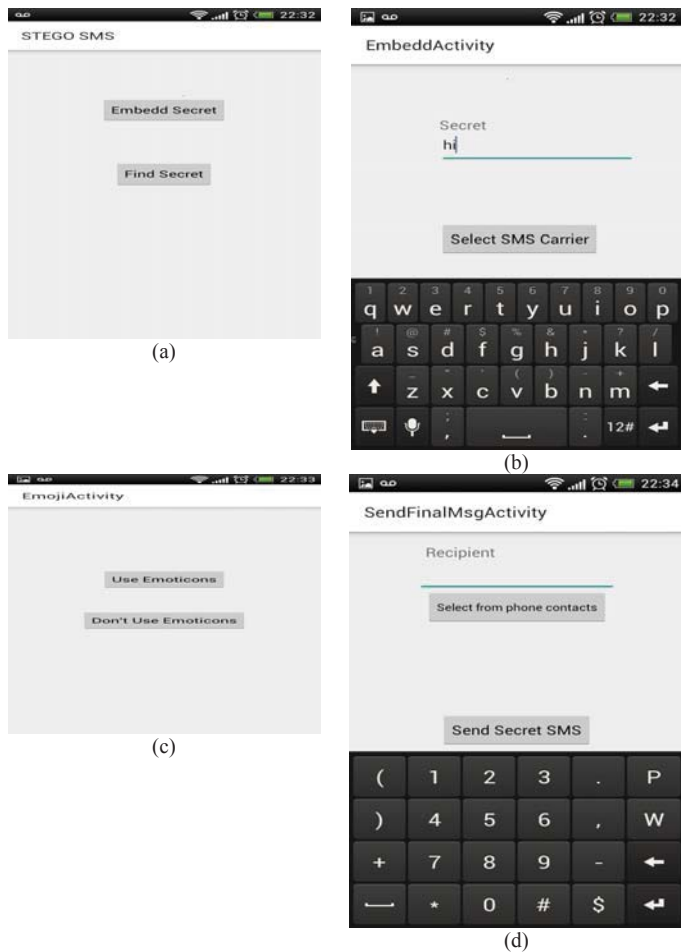 22:32
STEGO SMS
Embedd Secret
Find Secret
(a)
22:32
EmbeddActivity
Secret
hi
Select SMS Carrier
1 2 3 4 5 6 7 8 9 0
q w e r t y u i o p
! @ # $ % & * ? /
a s d f g h j k l
_ " ' ( ) - +
z x c v b n m
; :
, . 12#
(b)
22:33
EmojiActivity
Use Emoticons
Don't Use Emoticons
(c)
22:34
SendFinalMsgActivity
Recipient
Select from phone contacts
Send Secret SMS
( 1 2 3 . P
) 4 5 6 , W
+ 7 8 9 -
* 0 # $
(d)